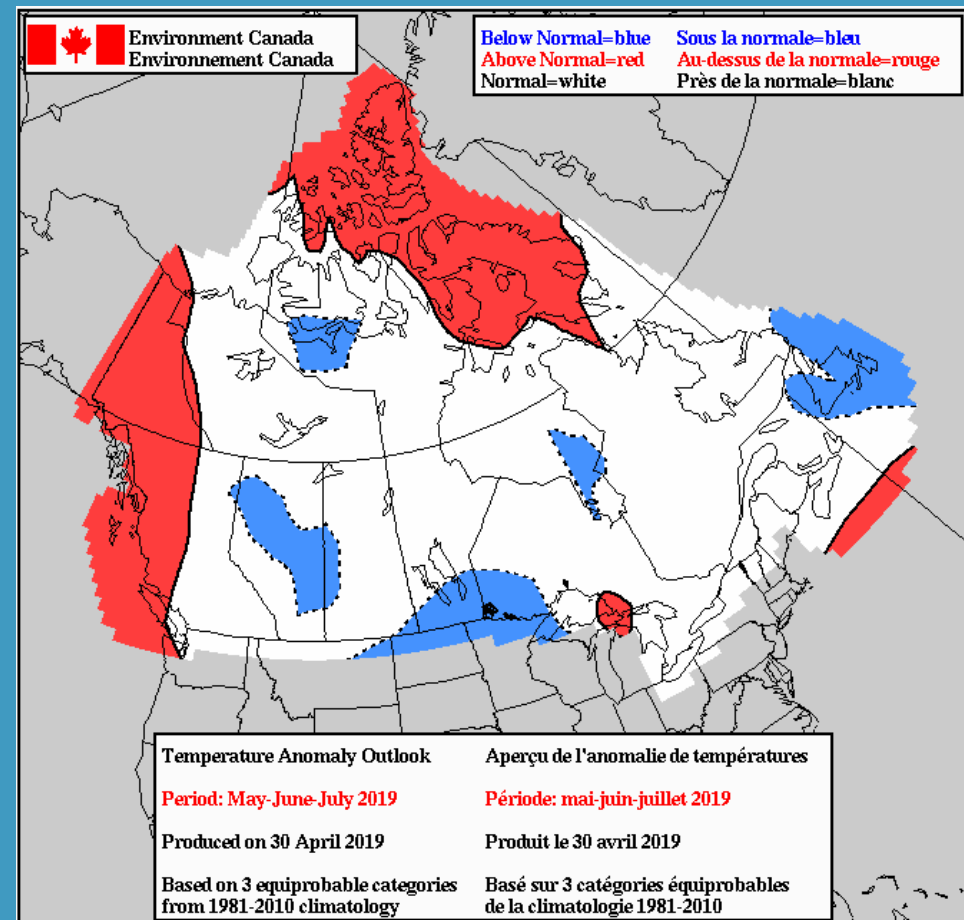 Environment Canada
Environnement Canada
Below Normal=blue
Above Normal=red
Normal=white
Sous la normale=bleu
Au-dessus de la normale=rouge
Près de la normale=blanc
Temperature Anomaly Outlook
Period: May-June-July 2019
Produced on 30 April 2019
Based on 3 equiprobable categories
from 1981-2010 climatology
Aperçu de l'anomalie de températures
Période: mai-juin-juillet 2019
Produit le 30 avril 2019
Basé sur 3 catégories équiprobables
de la climatologie 1981-2010